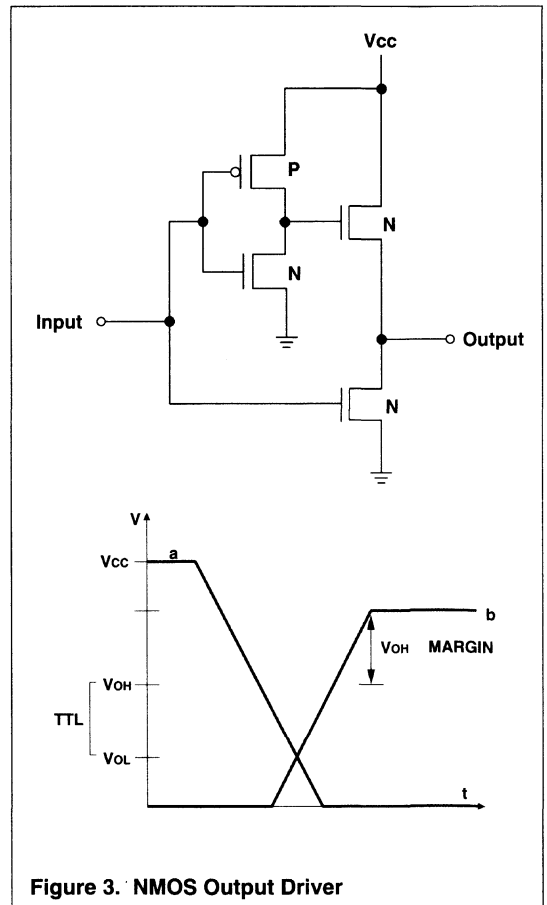 Vcc
P
N
N
Input
Output
N
V
a
Vcc
b
VOH MARGIN
VOH
TTL
VOL
t
Figure 3. NMOS Output Driver